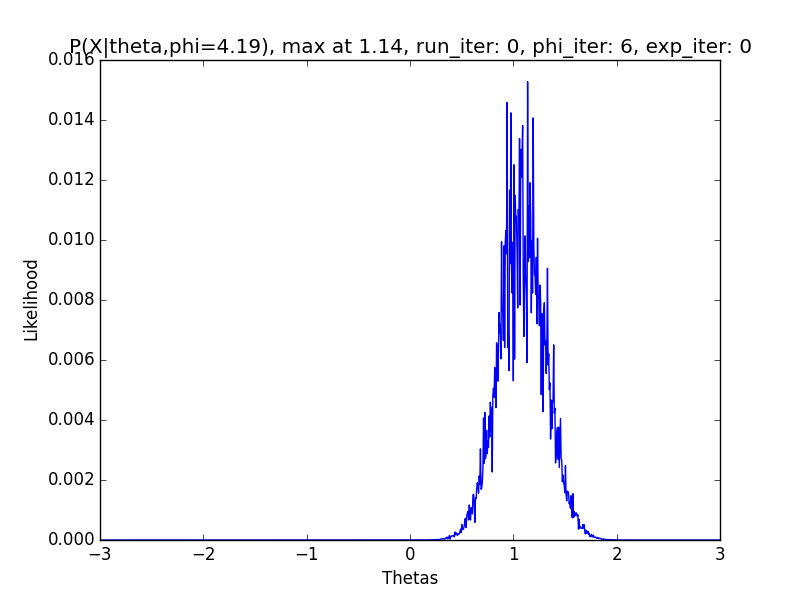 P(X|theta,phi=4.19), max at 1.14, run_iter: 0, phi_iter: 6, exp_iter: 0
0.016
0.014
0.012
0.010
0.008
0.006
0.004
0.002
0.000
Likelihood
−3 −2 −1 0 1 2 3
Thetas